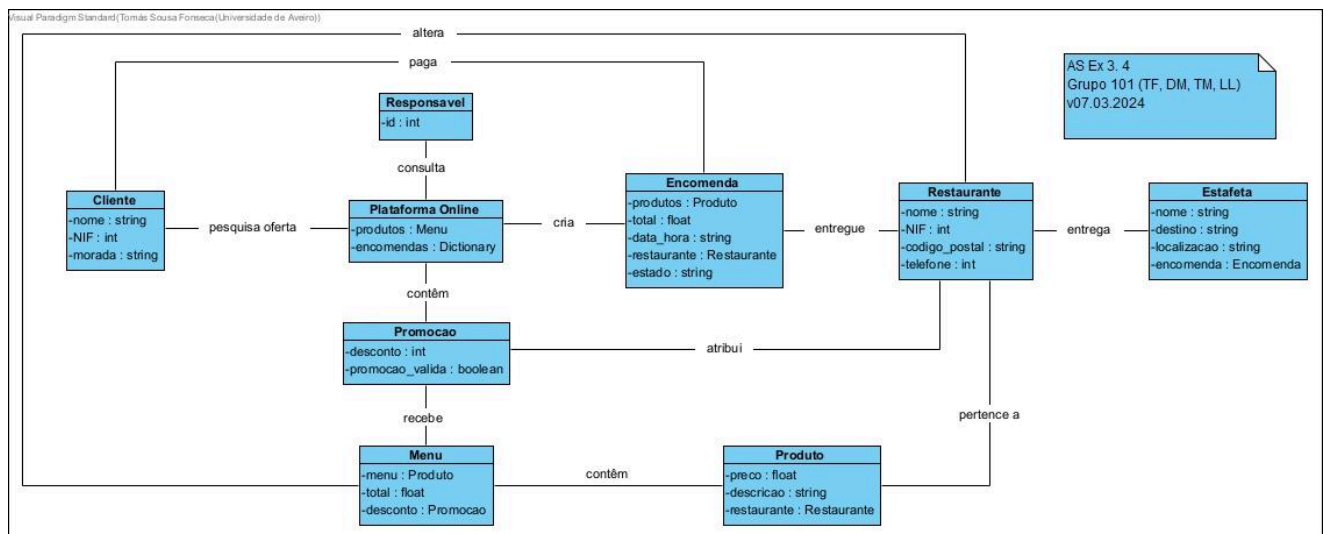 Visual Paradigm Standard(Tomás Sousa Fonseca(Universidade de Aveiro))
altera
paga
AS Ex 3. 4
Grupo 101 (TF, DM, TM, LL)
v07.03.2024
Responsavel
-id : int
consulta
Cliente
-nome : string
-NIF : int
-morada : string
pesquisa oferta
Plataforma Online
-produtos : Menu
-encomendas : Dictionary
cria
Encomenda
-produtos : Produto
-total : float
-data_hora : string
-restaurante : Restaurante
-estado : string
entregue
Restaurante
-nome : string
-NIF : int
-codigo_postal : string
-telefone : int
entrega
Estafeta
-nome : string
-destino : string
-localizacao : string
-encomenda : Encomenda
contêm
Promocao
-desconto : int
-promocao_valida : boolean
atribui
recebe
pertence a
Menu
-menu : Produto
-total : float
-desconto : Promocao
contêm
Produto
-preco : float
-descricao : string
-restaurante : Restaurante